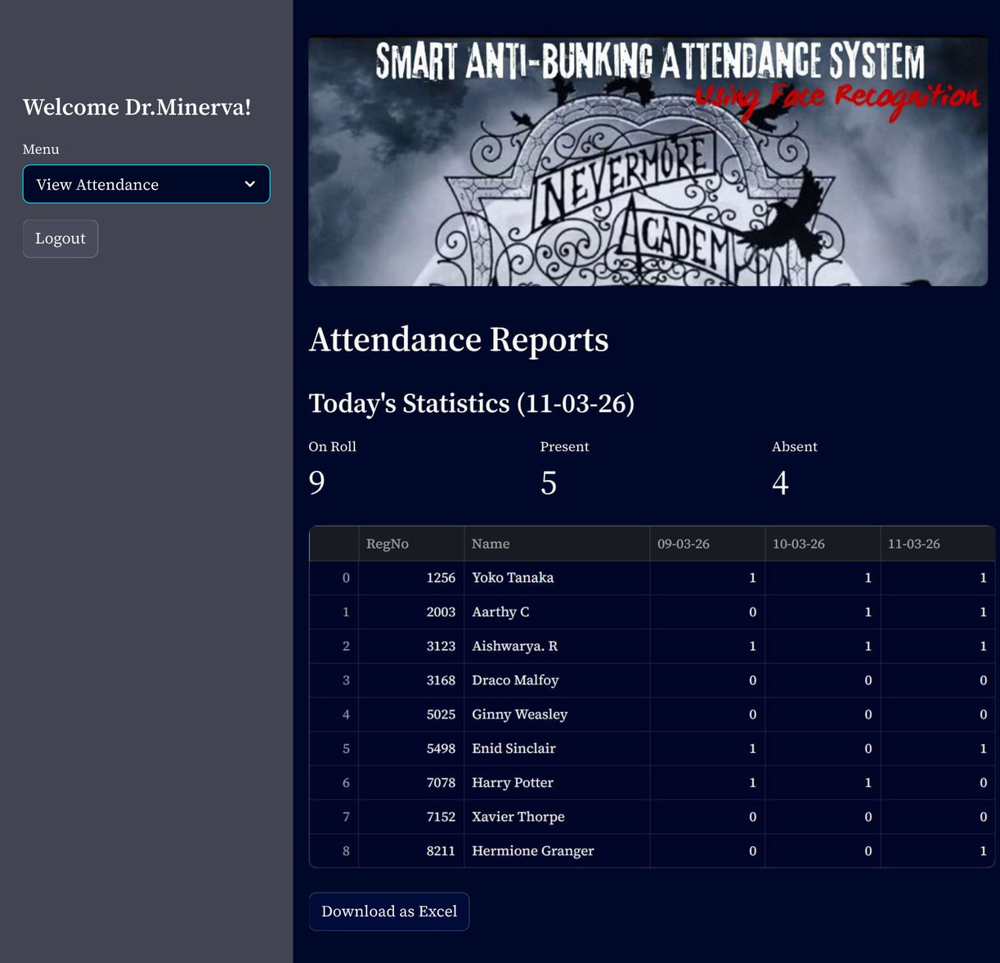 Welcome Dr.Minerva!
Menu
View Attendance
Logout
SMART ANTI-BUNKING ATTENDANCE SYSTEM
Using Face Recognition
NEVERMORE
ACADEMY
Attendance Reports
Today's Statistics (11-03-26)
On Roll Present Absent
9 5 4
RegNo Name 09-03-26 10-03-26 11-03-26
0 1256 Yoko Tanaka 1 1 1
1 2003 Aarthy C 0 1 1
2 3123 Aishwarya. R 1 1 1
3 3168 Draco Malfoy 0 0 0
4 5025 Ginny Weasley 0 0 0
5 5498 Enid Sinclair 1 0 1
6 7078 Harry Potter 1 1 0
7 7152 Xavier Thorpe 0 0 0
8 8211 Hermione Granger 0 0 1
Download as Excel